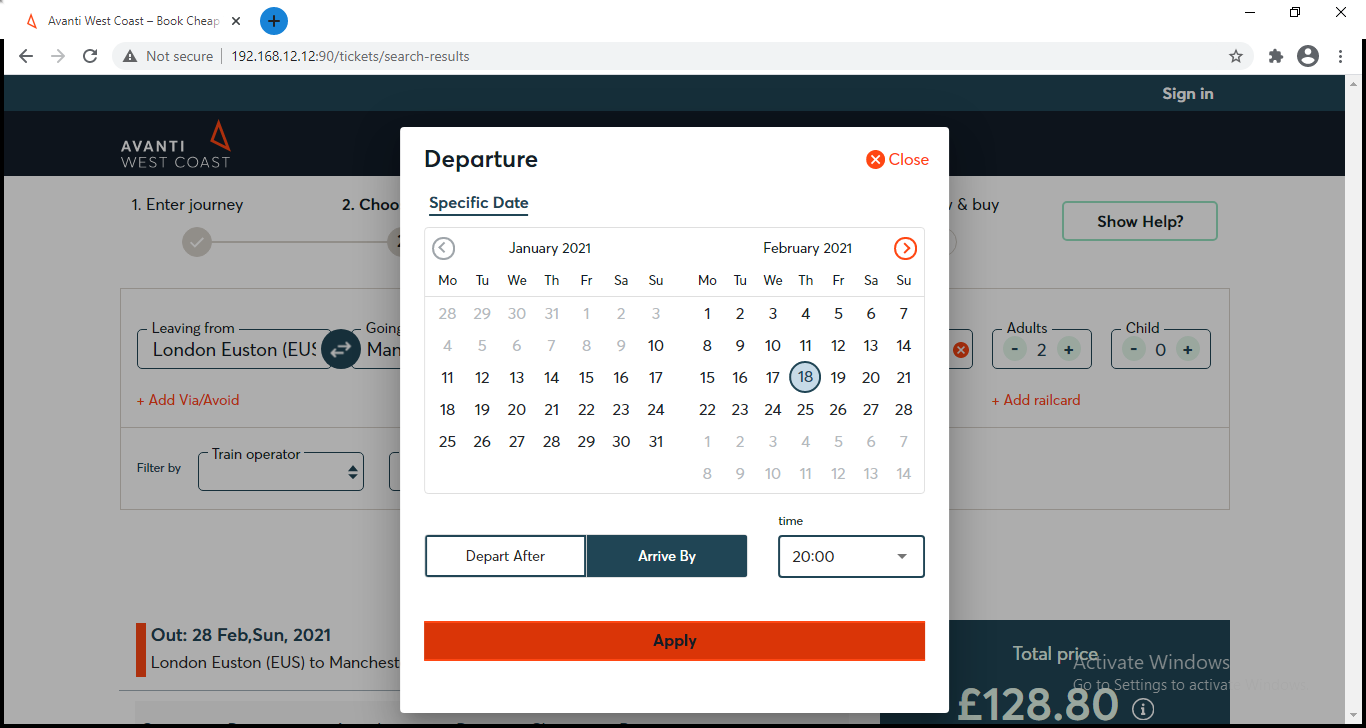 Avanti West Coast – Book Cheap
Not secure 192.168.12.12:90/tickets/search-results
Sign in
AVANTI
WEST COAST
Departure
Close
1. Enter journey
2. Choo
& buy
Show Help?
Specific Date
January 2021
February 2021
Mo Tu We Th Fr Sa Su Mo Tu We Th Fr Sa Su
28 29 30 31 1 2 3 1 2 3 4 5 6 7
4 5 6 7 8 9 10 8 9 10 11 12 13 14
11 12 13 14 15 16 17 15 16 17 18 19 20 21
18 19 20 21 22 23 24 22 23 24 25 26 27 28
25 26 27 28 29 30 31 1 2 3 4 5 6 7
8 9 10 11 12 13 14
Leaving from
London Euston (EUS
Going
Man
Adults
- 2 +
Child
- 0 +
+ Add Via/Avoid
+ Add railcard
Filter by
Train operator
time
Depart After
Arrive By
20:00
Apply
Out: 28 Feb,Sun, 2021
London Euston (EUS) to Manchest
Total price
£128.80
Activate Windows
Go to Settings to activate Windows.